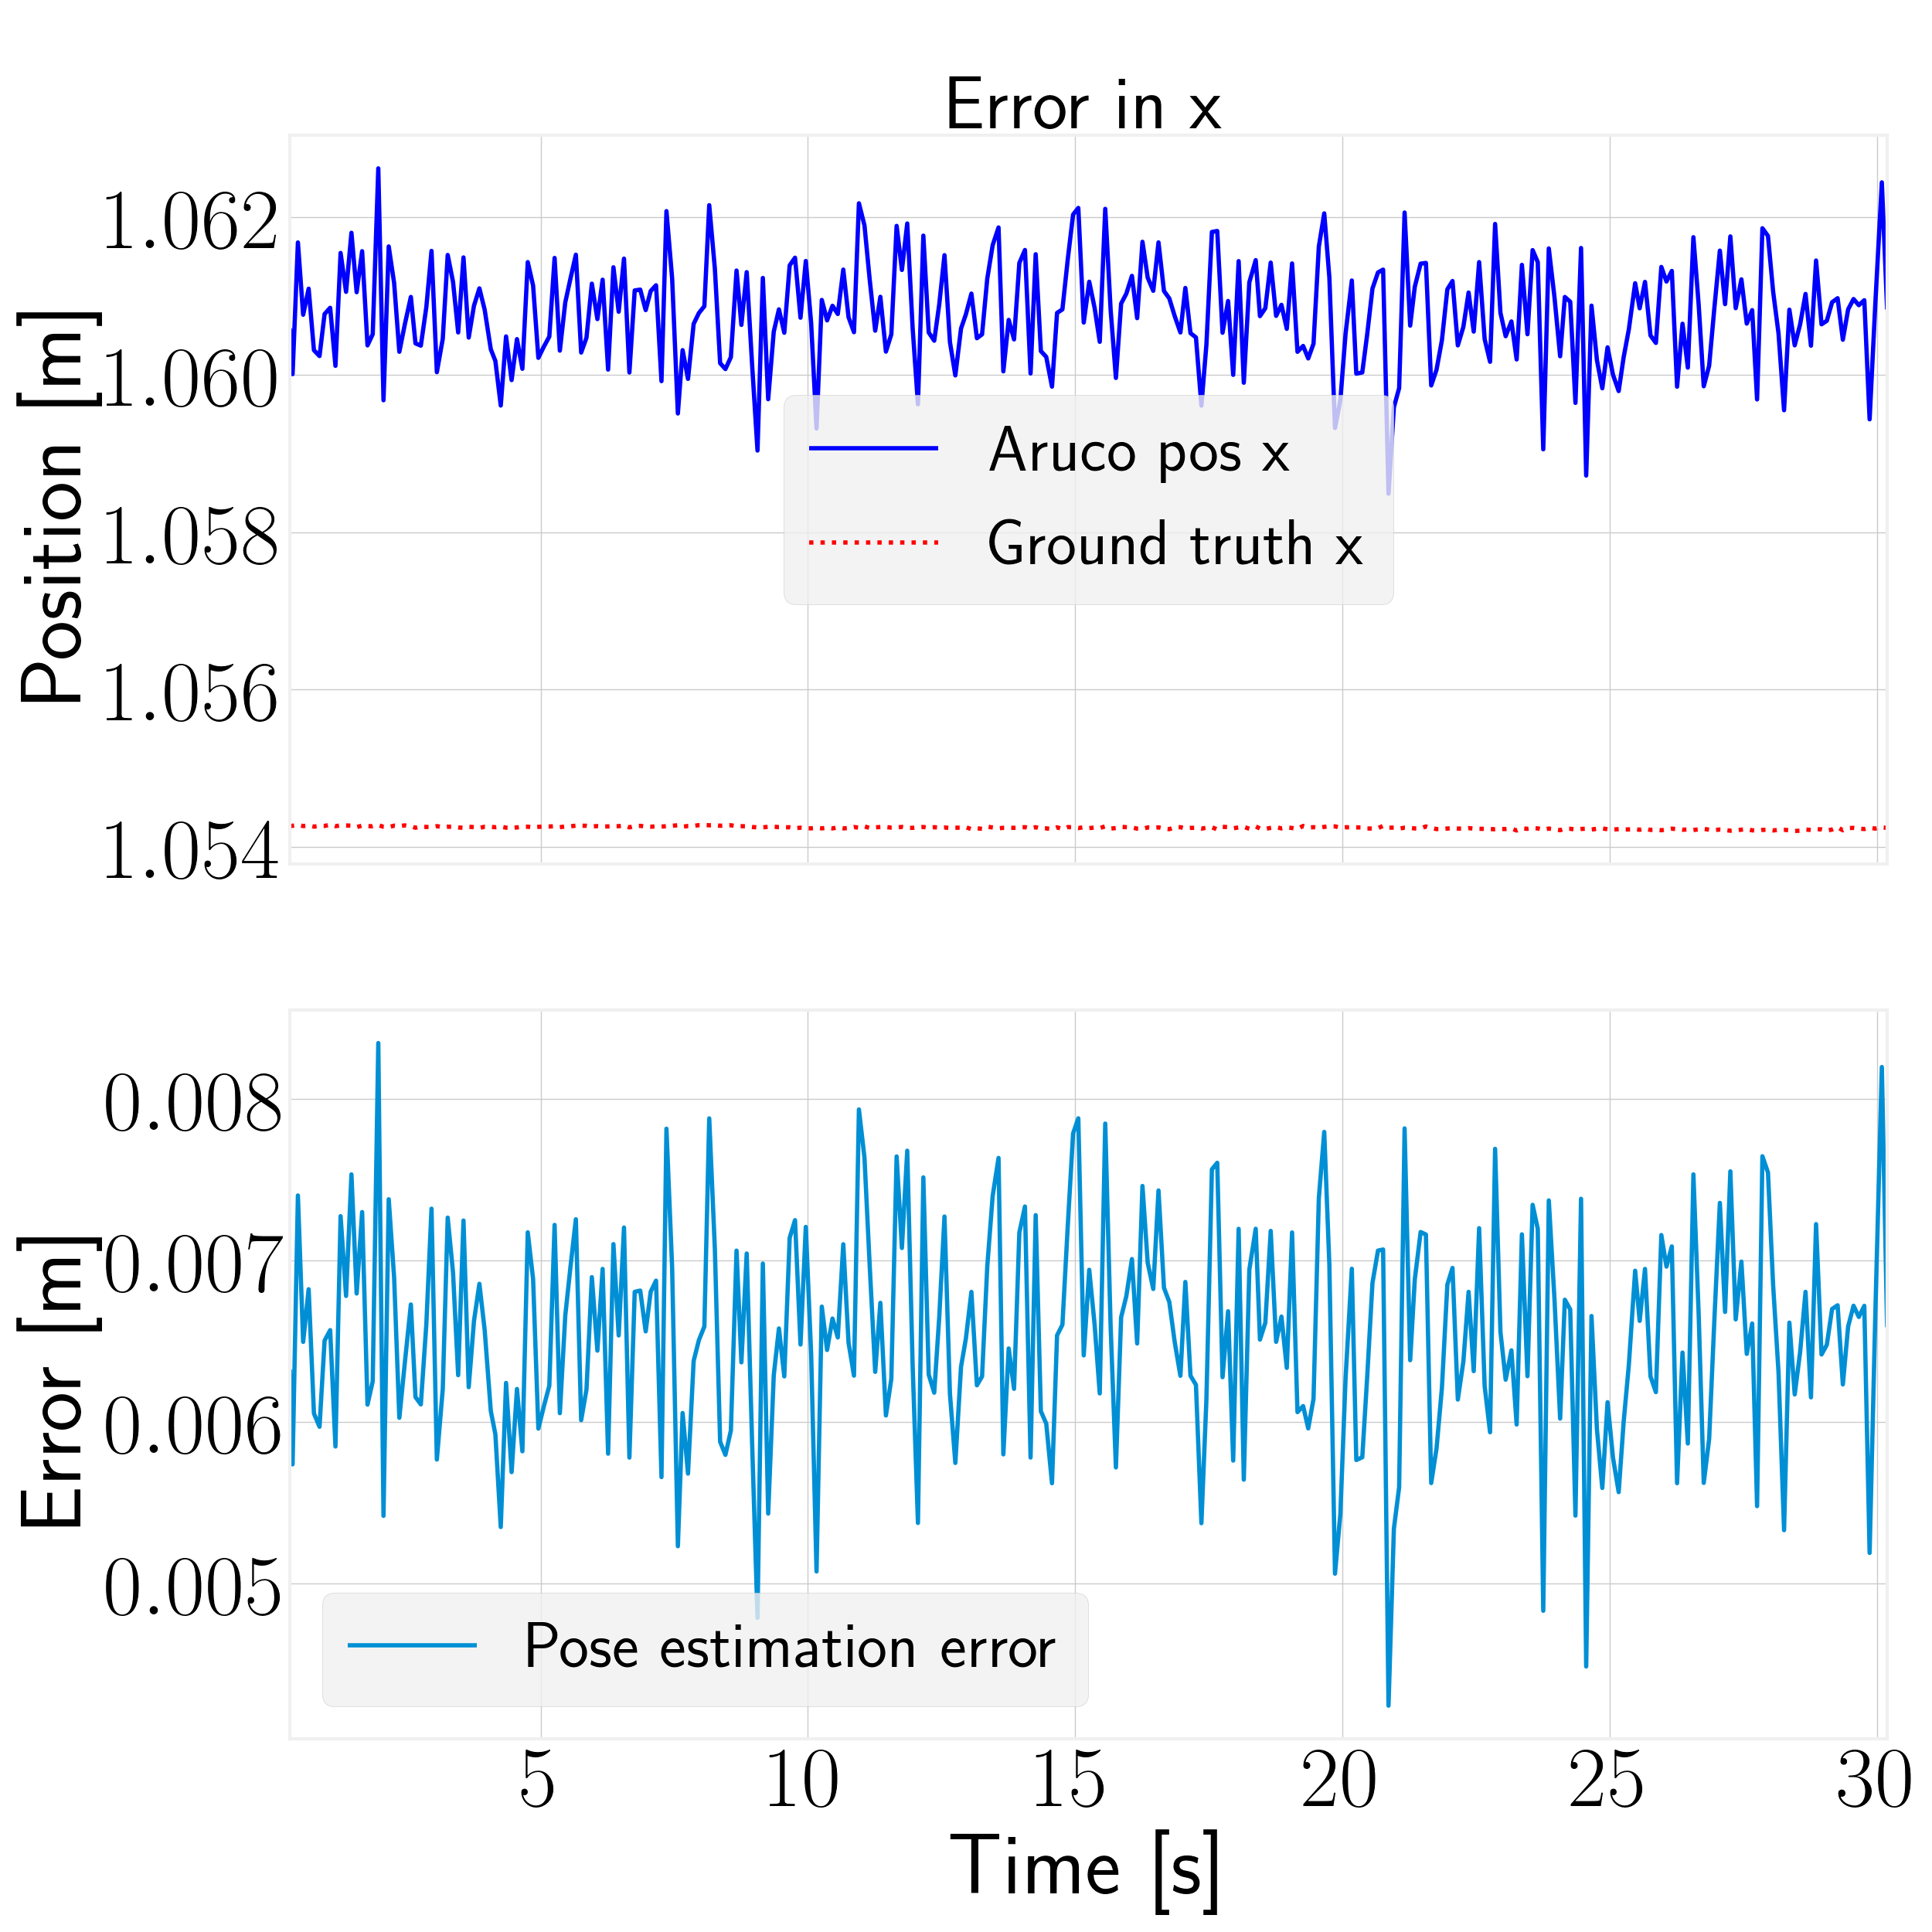 Error in x
Position [m]
1.062
1.060
1.058
1.056
1.054
Aruco pos x
Ground truth x
Error [m]
0.008
0.007
0.006
0.005
Pose estimation error
5 10 15 20 25 30
Time [s]